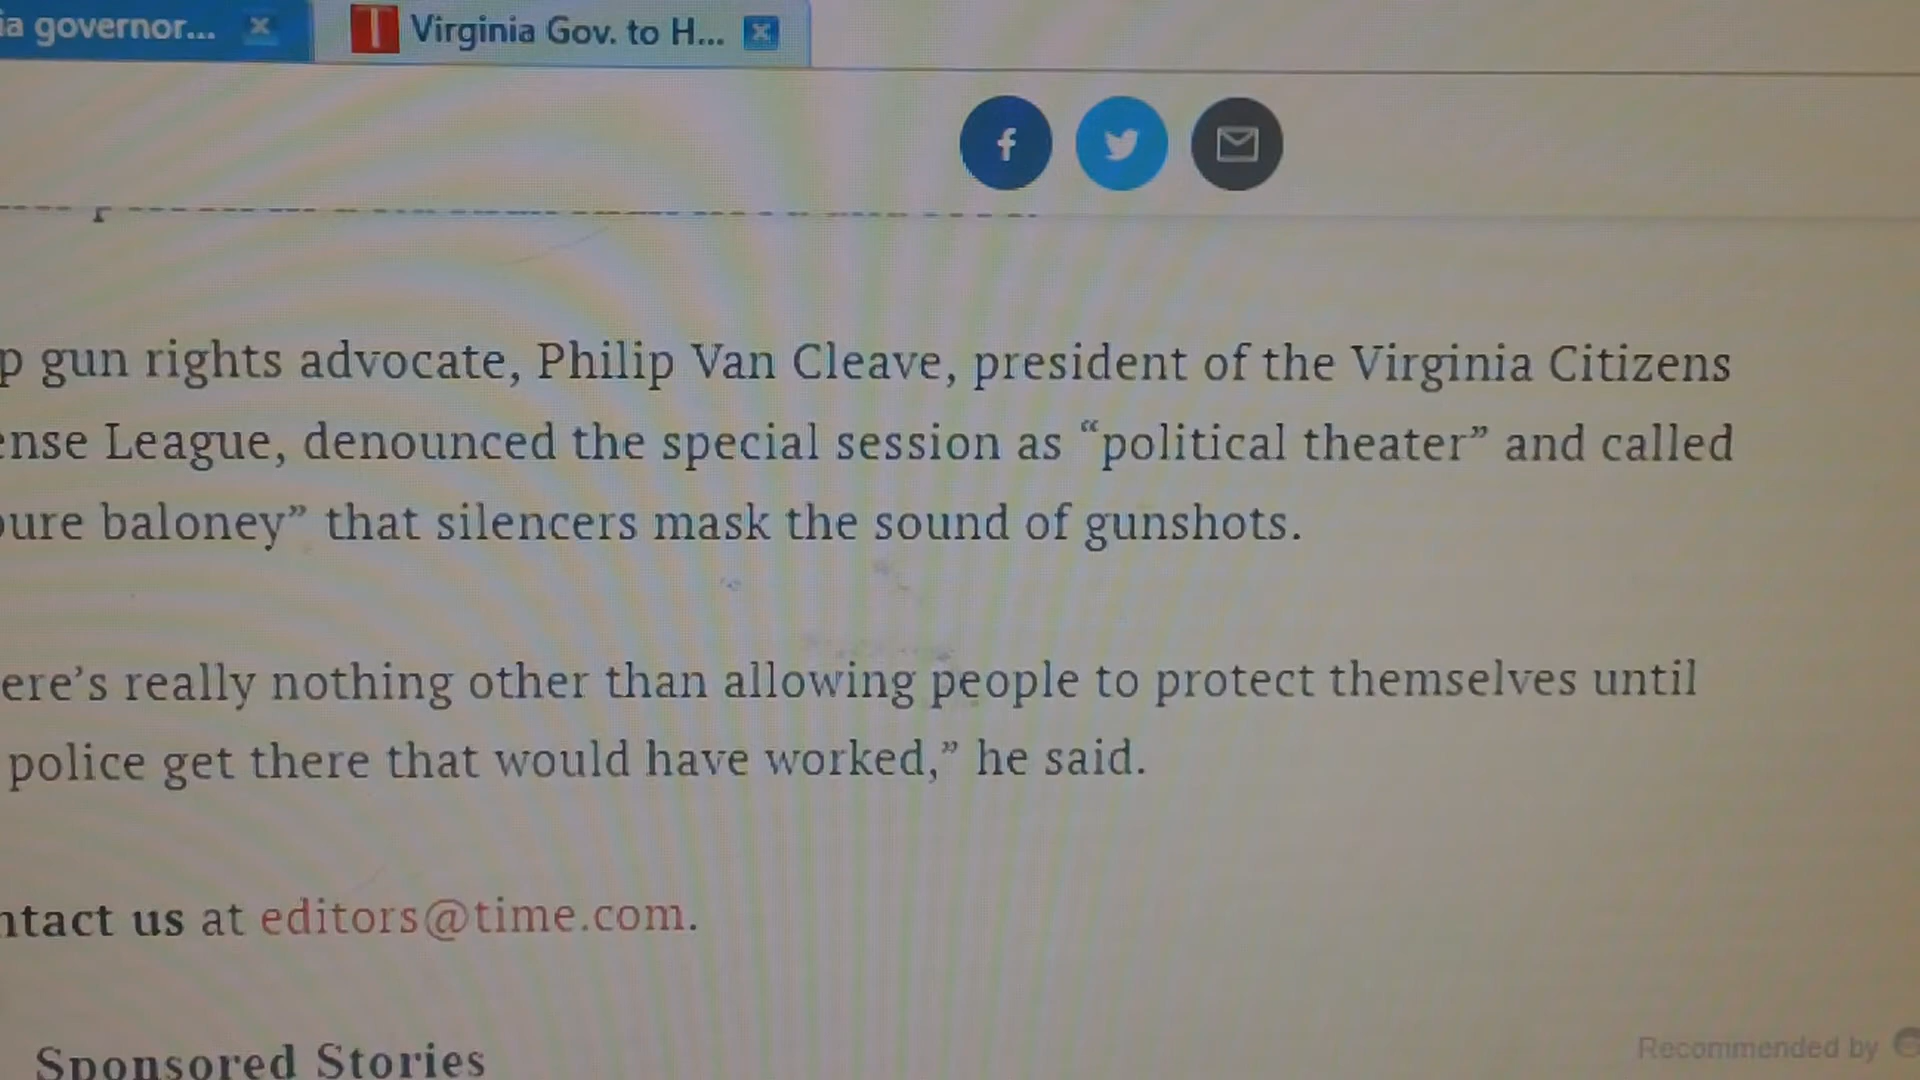 ia governor...
Virginia Gov. to H...
p gun rights advocate, Philip Van Cleave, president of the Virginia Citizens
ense League, denounced the special session as “political theater” and called
pure baloney” that silencers mask the sound of gunshots.
ere’s really nothing other than allowing people to protect themselves until
police get there that would have worked,” he said.
ntact us at editors@time.com.
Sponsored Stories
Recommended by